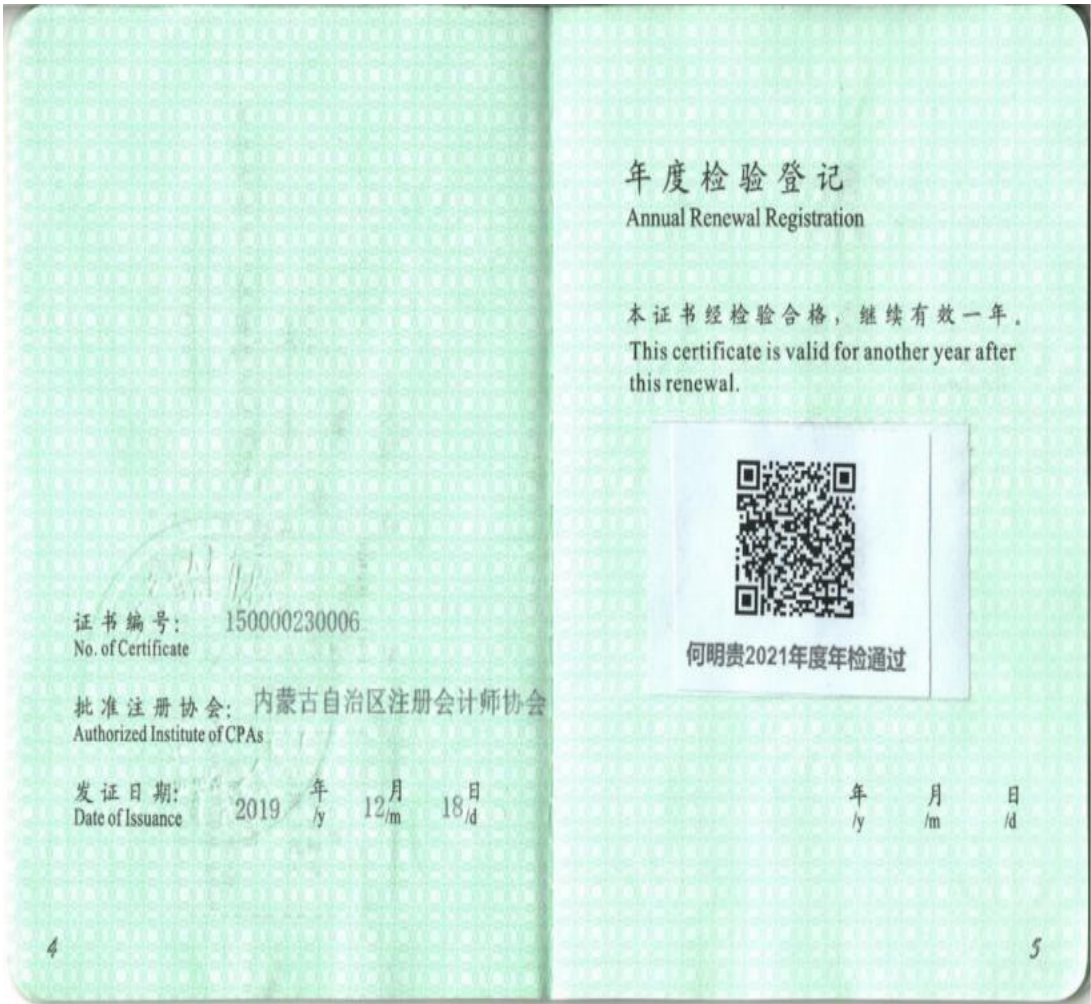 证书编号: 150000230006
No. of Certificate
批准注册协会: 内蒙古自治区注册会计师协会
Authorized Institute of CPAs
发证日期: 2019 年 12月 18日
Date of Issuance /y /m /d
4
年度检验登记
Annual Renewal Registration
本证书经检验合格，继续有效一年。
This certificate is valid for another year after
this renewal.
何明贵2021年度年检通过
年 月 日
/y /m /d
5